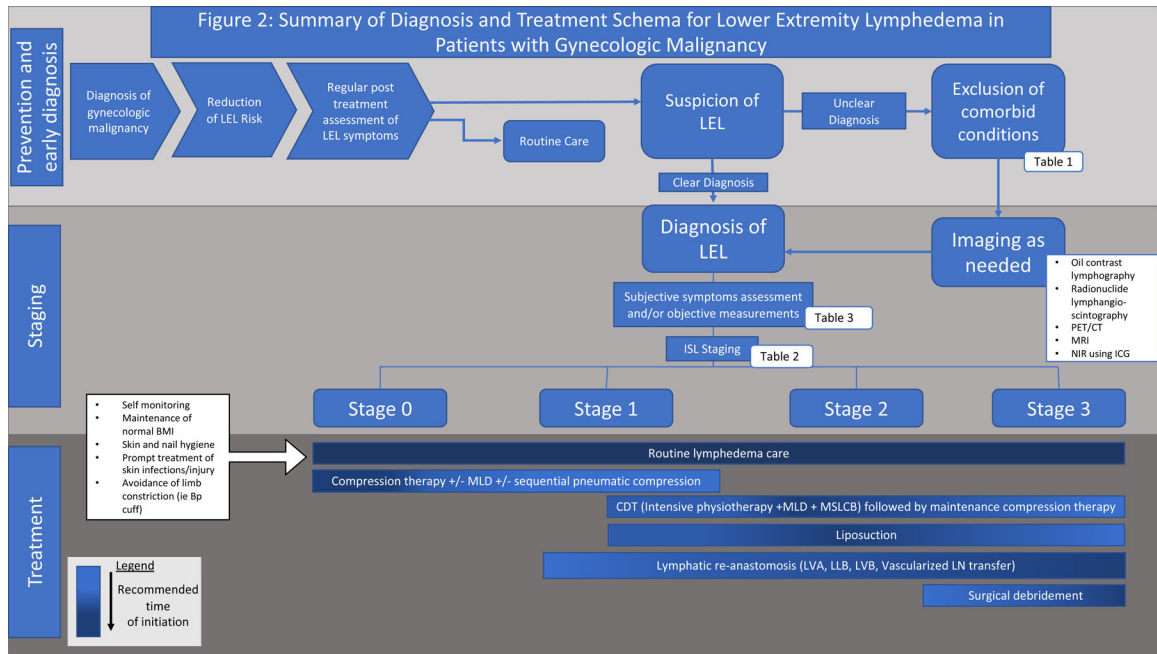 Figure 2: Summary of Diagnosis and Treatment Schema for Lower Extremity Lymphedema in
Patients with Gynecologic Malignancy
Prevention and
early diagnosis
Diagnosis of
gynecologic
malignancy
Reduction
of LEL Risk
Regular post
treatment
assessment of
LEL symptoms
Routine Care
Suspicion of
LEL
Unclear
Diagnosis
Exclusion of
comorbid
conditions
Table 1
Clear Diagnosis
Staging
Diagnosis of
LEL
Imaging as
needed
• Oil contrast
lymphography
• Radionuclide
lymphangio-
scintography
• PET/CT
• MRI
• NIR using ICG
Subjective symptoms assessment
and/or objective measurements
Table 3
ISL Staging
Table 2
Stage 0
Stage 1
Stage 2
Stage 3
Treatment
• Self monitoring
• Maintenance of
normal BMI
• Skin and nail hygiene
• Prompt treatment of
skin infections/injury
• Avoidance of limb
constriction (ie Bp
cuff)
Routine lymphedema care
Compression therapy +/- MLD +/- sequential pneumatic compression
CDT (Intensive physiotherapy +MLD + MSLCB) followed by maintenance compression therapy
Liposuction
Lymphatic re-anastomosis (LVA, LLB, LVB, Vascularized LN transfer)
Surgical debridement
Legend
Recommended
time
of initiation